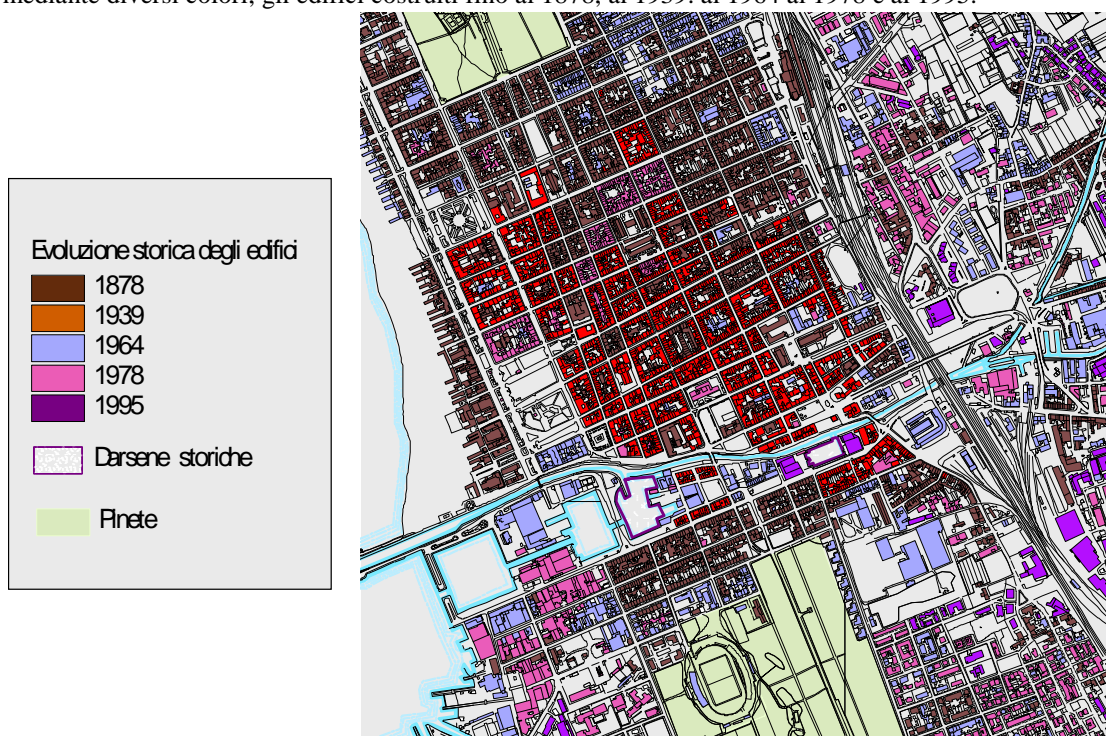 mediante diversi colori, gli edifici costruiti fino al 1878, al 1939. al 1964 al 1978 e al 1995.
Evoluzione storica degli edifici
1878
1939
1964
1978
1995
Darsene storiche
Pinete